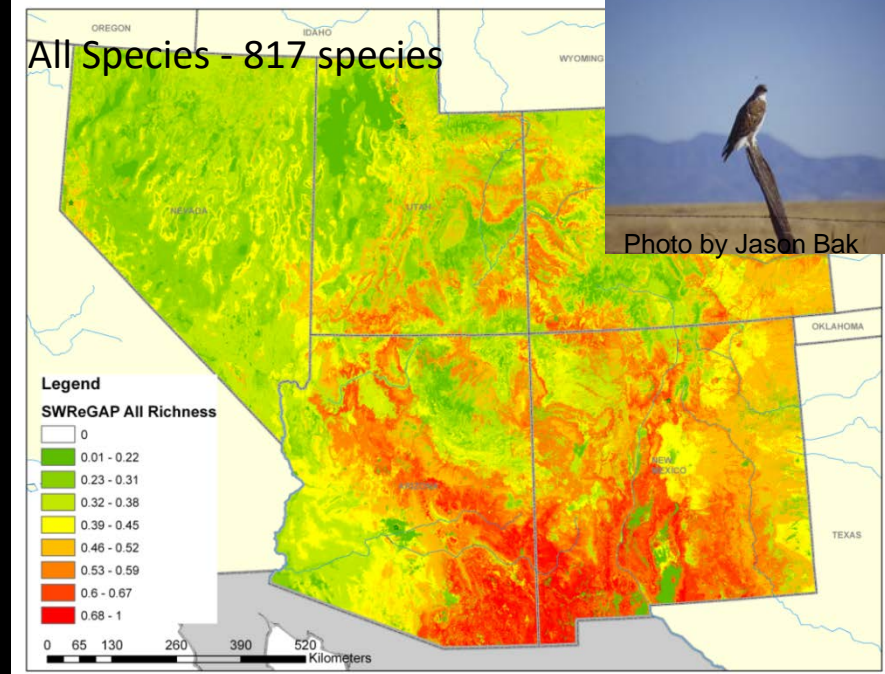 OREGON
IDAHO
WYOMING
All Species - 817 species
Photo by Jason Bak
NEVADA
UTAH
OKLAHOMA
Legend
SWReGAP All Richness
0
0.01 - 0.22
0.23 - 0.31
0.32 - 0.38
0.39 - 0.45
0.46 - 0.52
0.53 - 0.59
0.6 - 0.67
0.68 - 1
ARIZONA
NEW
MEXICO
TEXAS
0 65 130 260 390 520
Kilometers